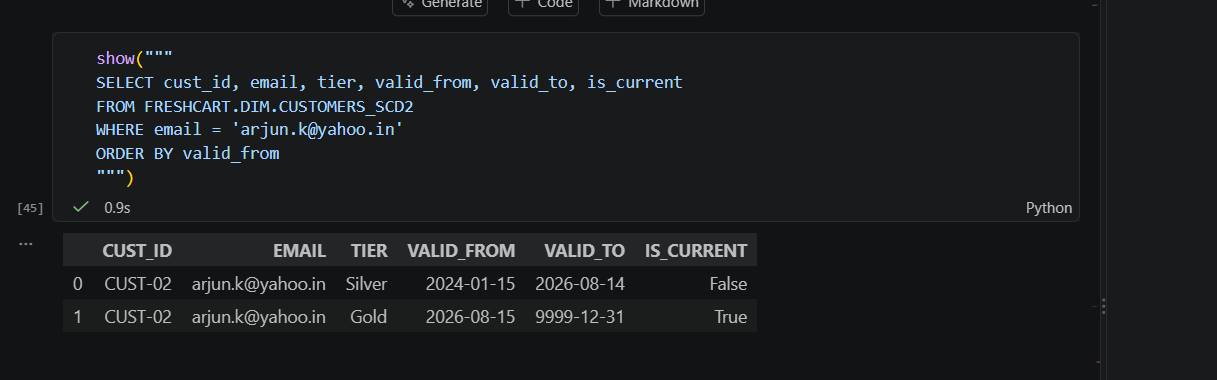 Generate + Code + Markdown
show("""
SELECT cust_id, email, tier, valid_from, valid_to, is_current
FROM FRESHCART.DIM.CUSTOMERS_SCD2
WHERE email = 'arjun.k@yahoo.in'
ORDER BY valid_from
""")
[45] 0.9s Python
...
CUST_ID EMAIL TIER VALID_FROM VALID_TO IS_CURRENT
0 CUST-02 arjun.k@yahoo.in Silver 2024-01-15 2026-08-14 False
1 CUST-02 arjun.k@yahoo.in Gold 2026-08-15 9999-12-31 True